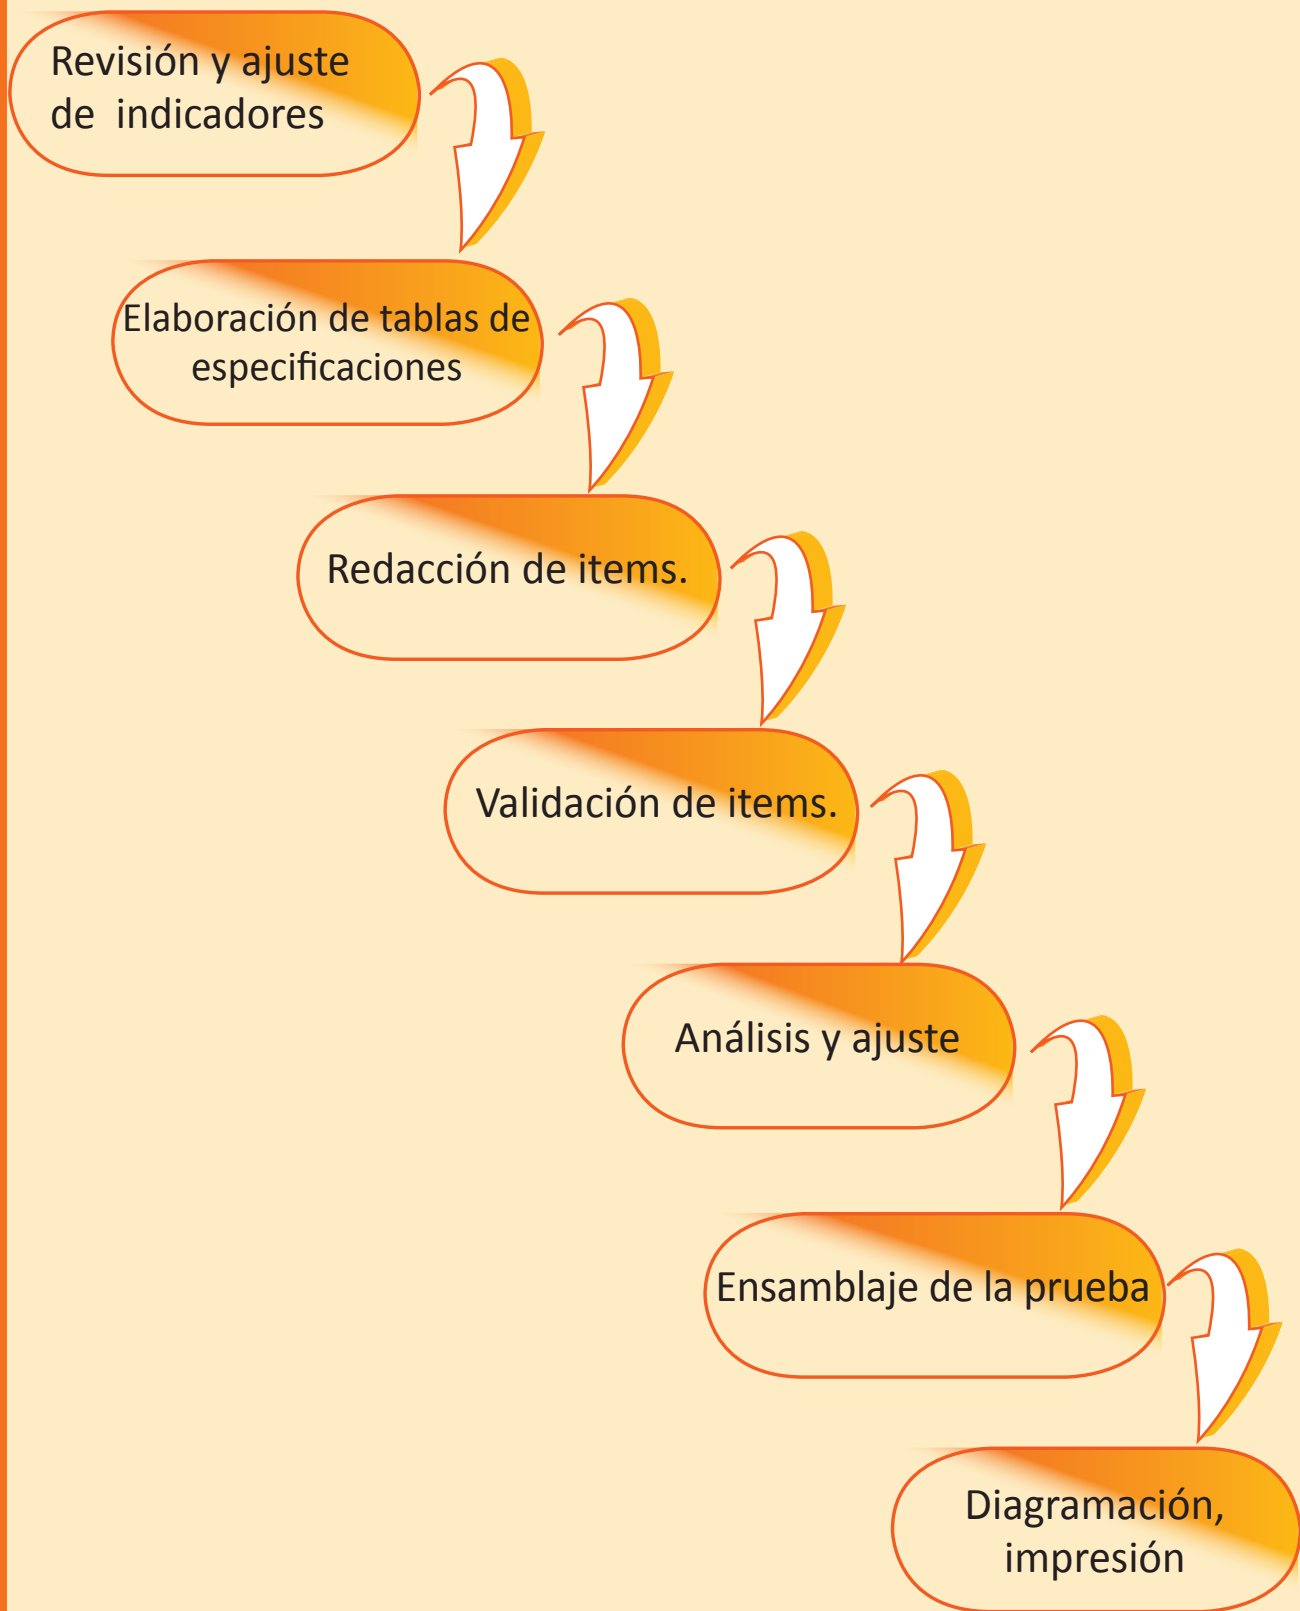 Revisión y ajuste
de indicadores
Elaboración de tablas de
especificaciones
Redacción de items.
Validación de items.
Análisis y ajuste
Ensamblaje de la prueba
Diagramación,
impresión